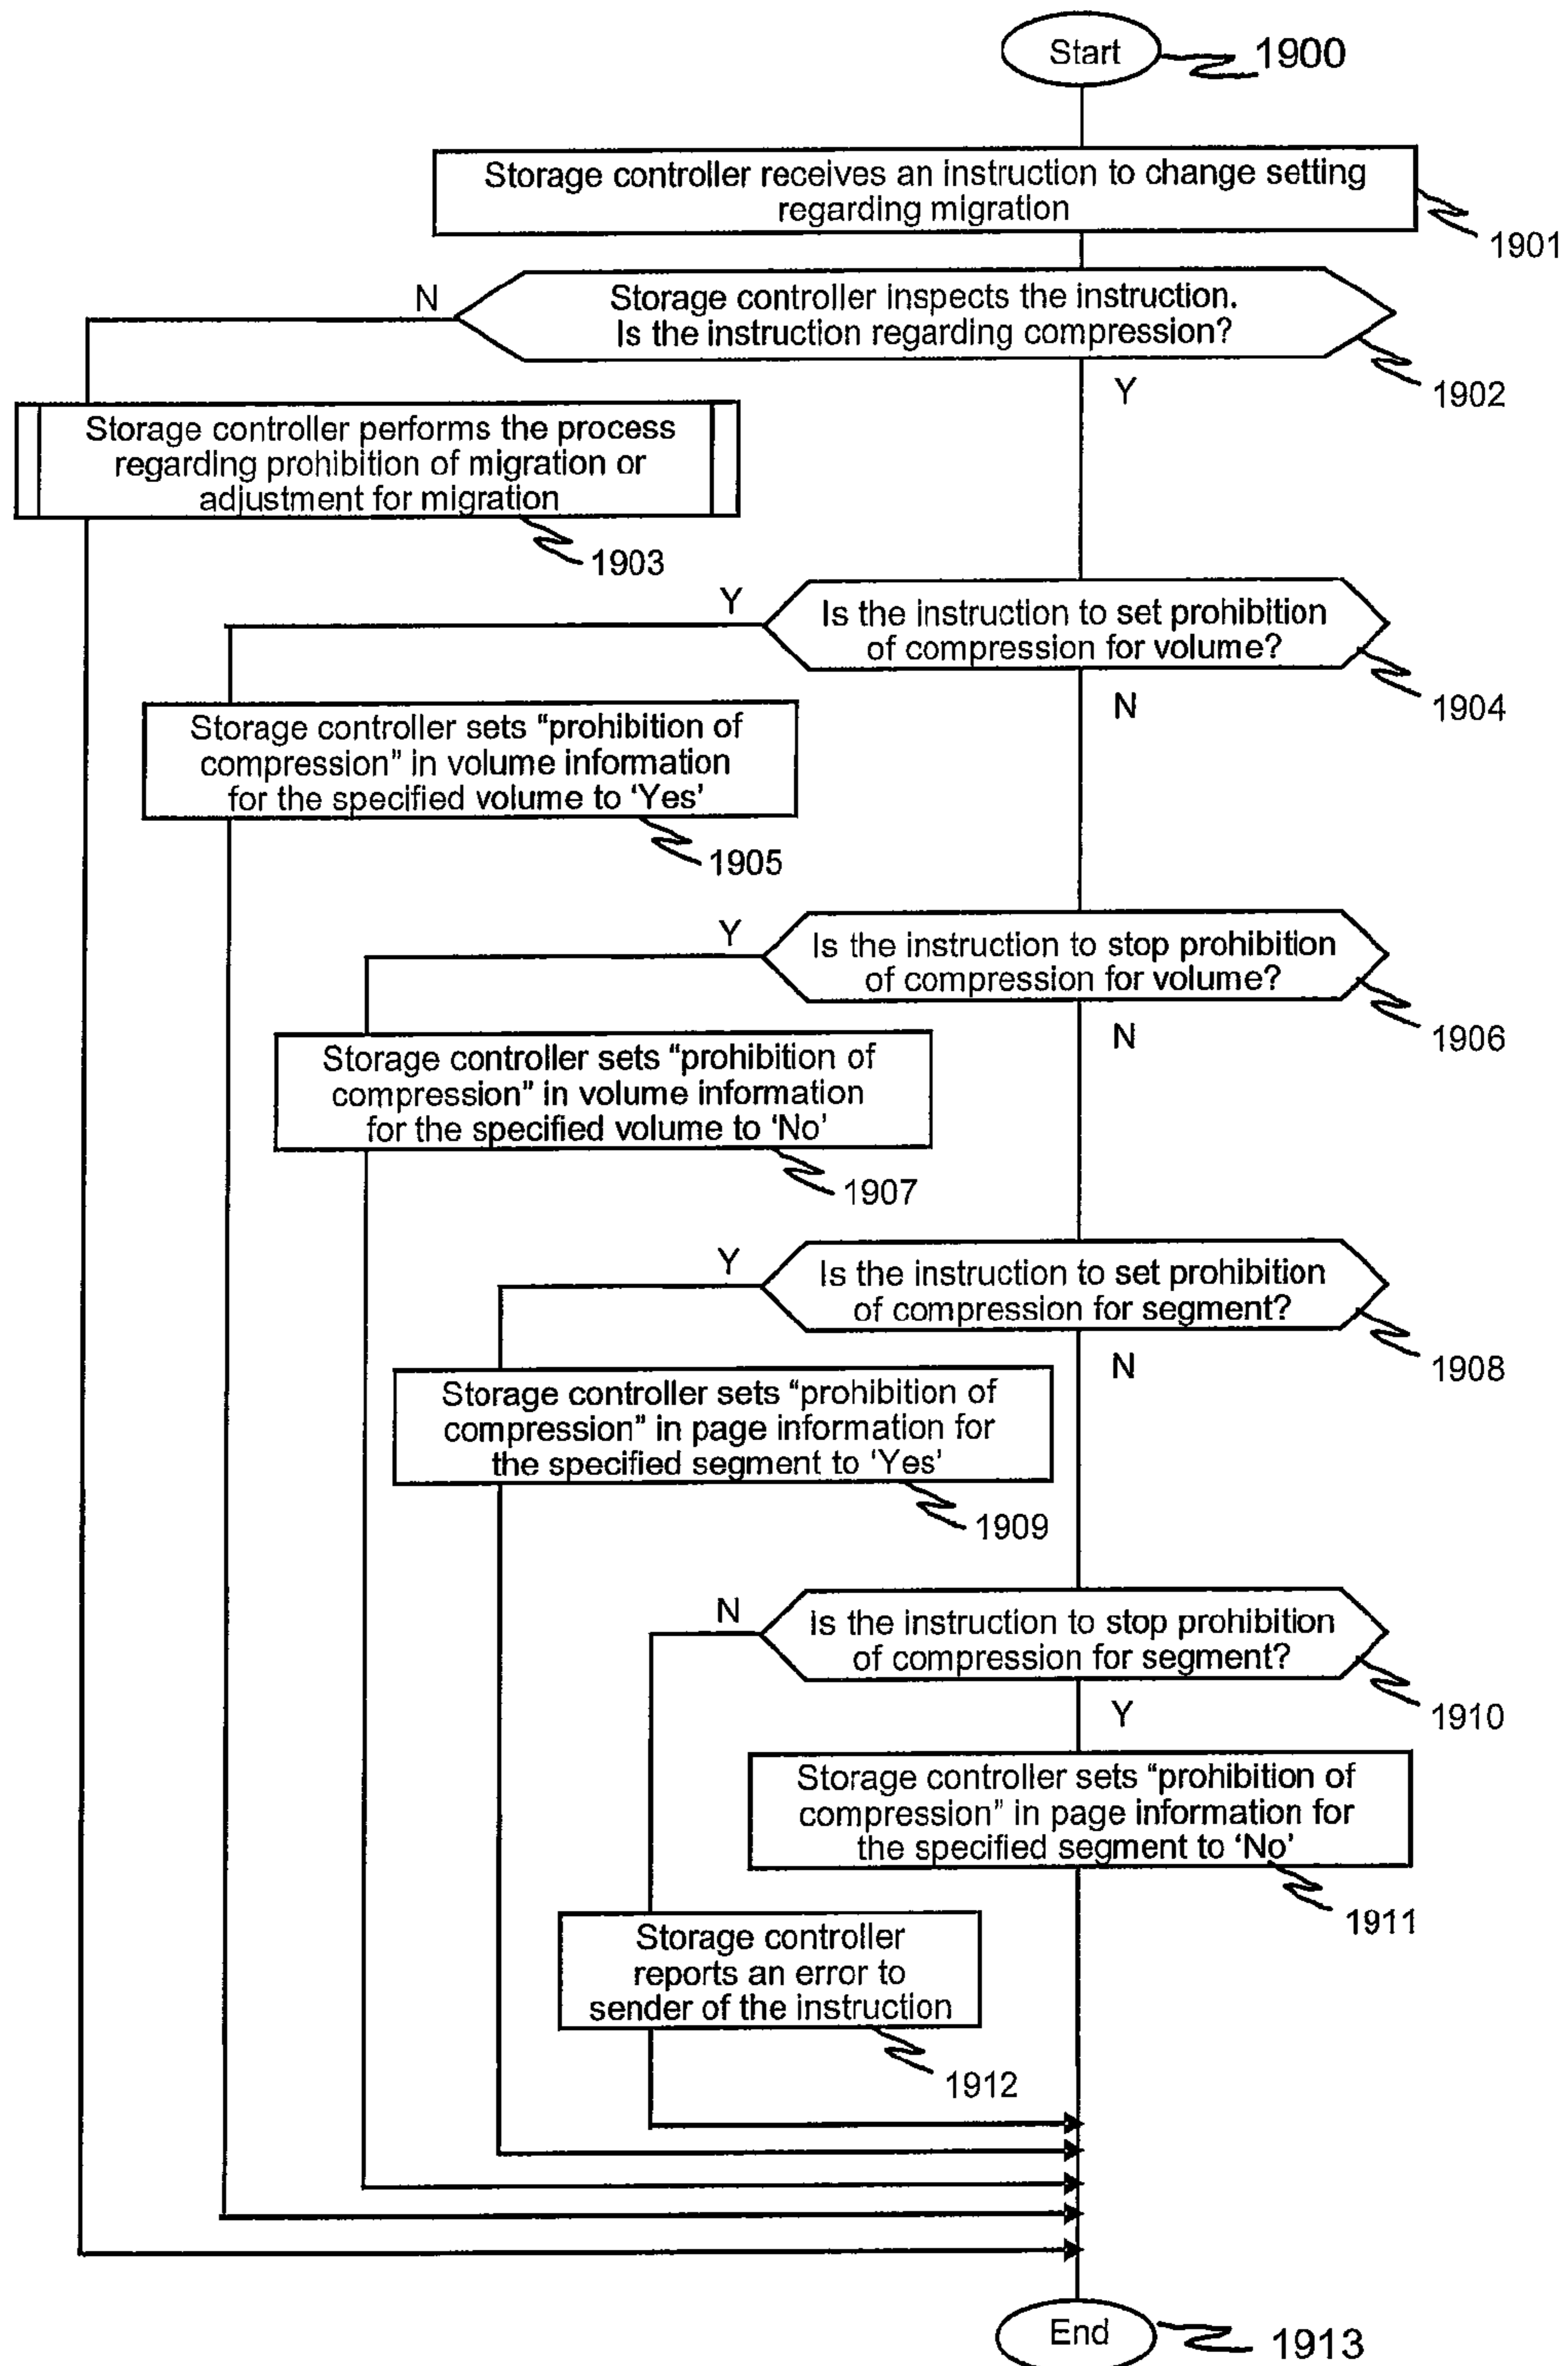 Start
1900
Storage controller receives an instruction to change setting
regarding migration
1901
N
Storage controller inspects the instruction.
Is the instruction regarding compression?
1902
Y
Storage controller performs the process
regarding prohibition of migration or
adjustment for migration
1903
Y
Is the instruction to set prohibition
of compression for volume?
1904
N
Storage controller sets “prohibition of
compression” in volume information
for the specified volume to ‘Yes’
1905
Y
Is the instruction to stop prohibition
of compression for volume?
1906
N
Storage controller sets “prohibition of
compression” in volume information
for the specified volume to ‘No’
1907
Y
Is the instruction to set prohibition
of compression for segment?
1908
N
Storage controller sets “prohibition of
compression” in page information for
the specified segment to ‘Yes’
1909
N
Is the instruction to stop prohibition
of compression for segment?
1910
Y
Storage controller sets “prohibition of
compression” in page information for
the specified segment to ‘No’
1911
Storage controller
reports an error to
sender of the instruction
1912
End
1913